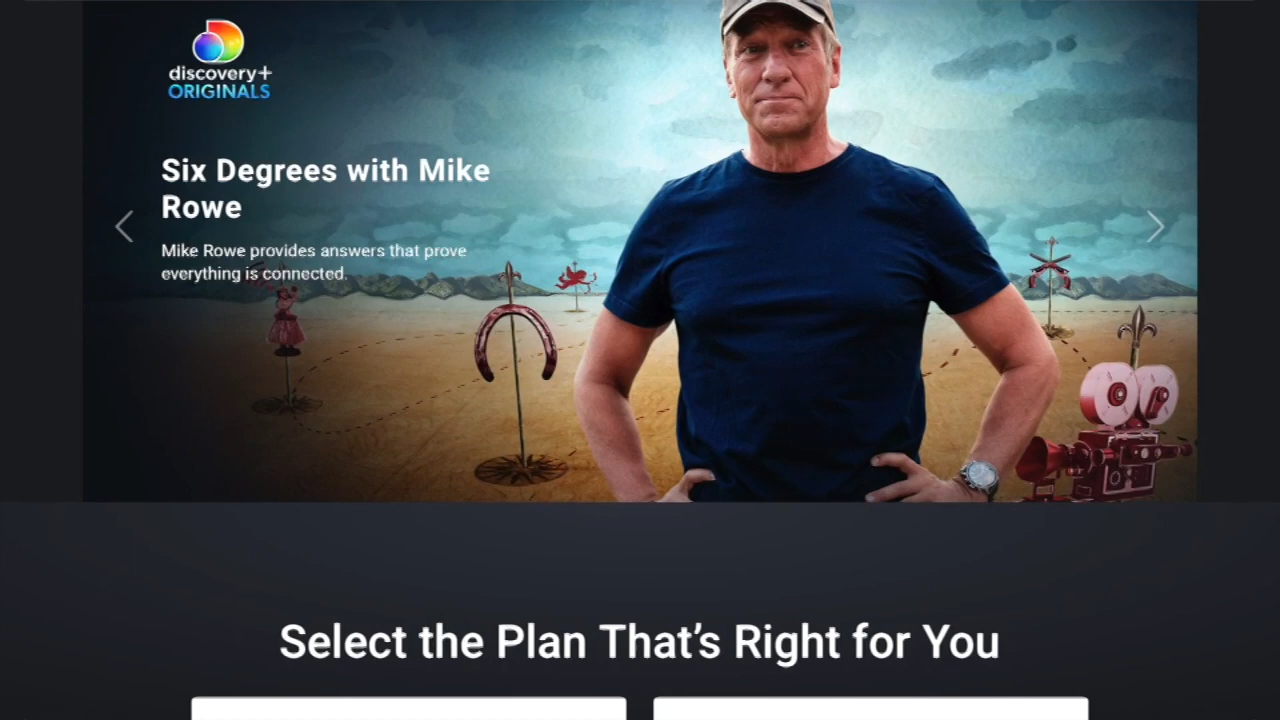 discovery+
ORIGINALS
Six Degrees with Mike
Rowe
Mike Rowe provides answers that prove
everything is connected.
Select the Plan That's Right for You